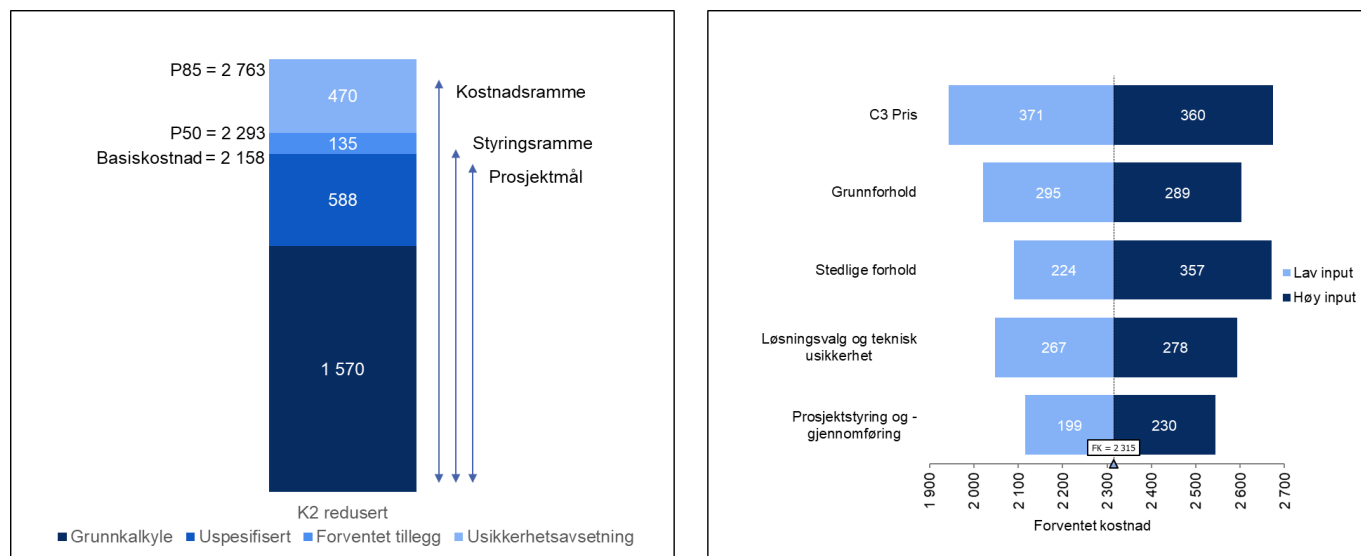 P85 = 2 763
470
Kostnadsramme
P50 = 2 293
135
Styringsramme
Basiskostnad = 2 158
Prosjektmål
588
1 570
K2 redusert
Grunnkalkyle Uspesifisert Forventet tillegg Usikkerhetsavsetning
C3 Pris
371
360
Grunnforhold
295
289
Stedlige forhold
224
357
Lav input
Høy input
Løsningsvalg og teknisk
usikkerhet
267
278
Prosjektstyring og -
gjennomføring
199
230
FK = 2 315
1 900
2 000
2 100
2 200
2 300
2 400
2 500
2 600
2 700
Forventet kostnad